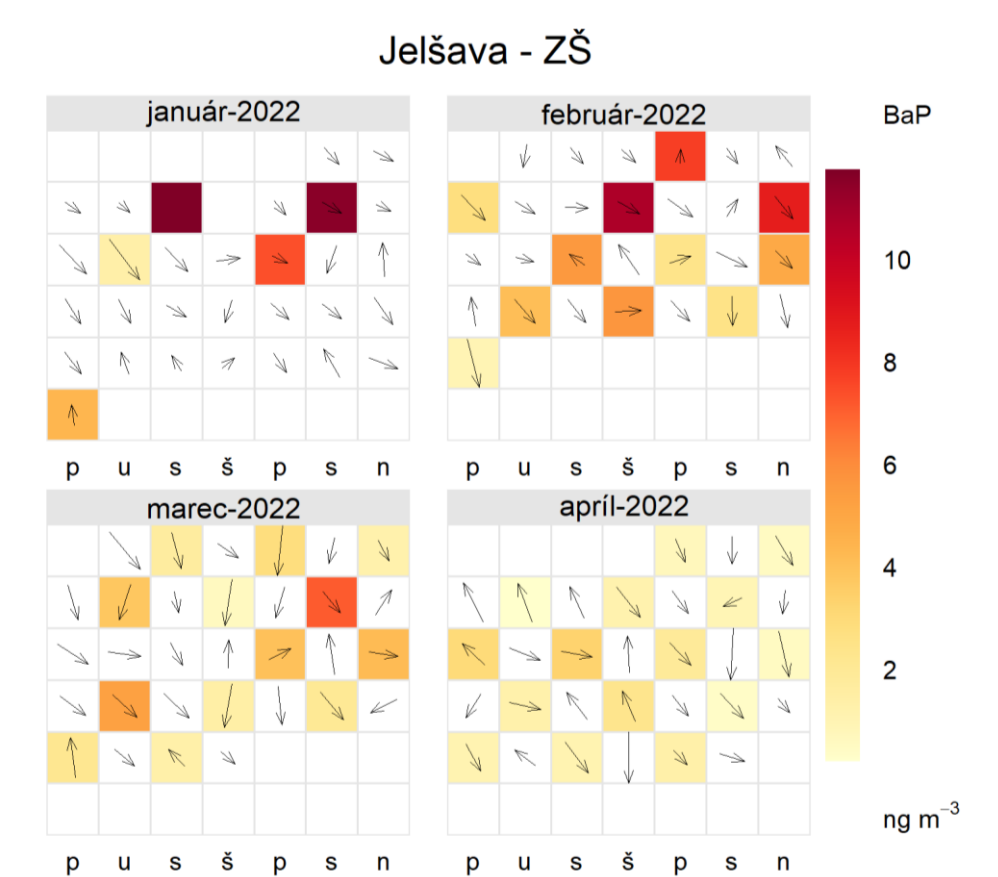 Jelšava - ZŠ
január-2022
február-2022
BaP
10
8
6
4
2
ng m⁻³
p u s š p s n
p u s š p s n
marec-2022
apríl-2022
p u s š p s n
p u s š p s n